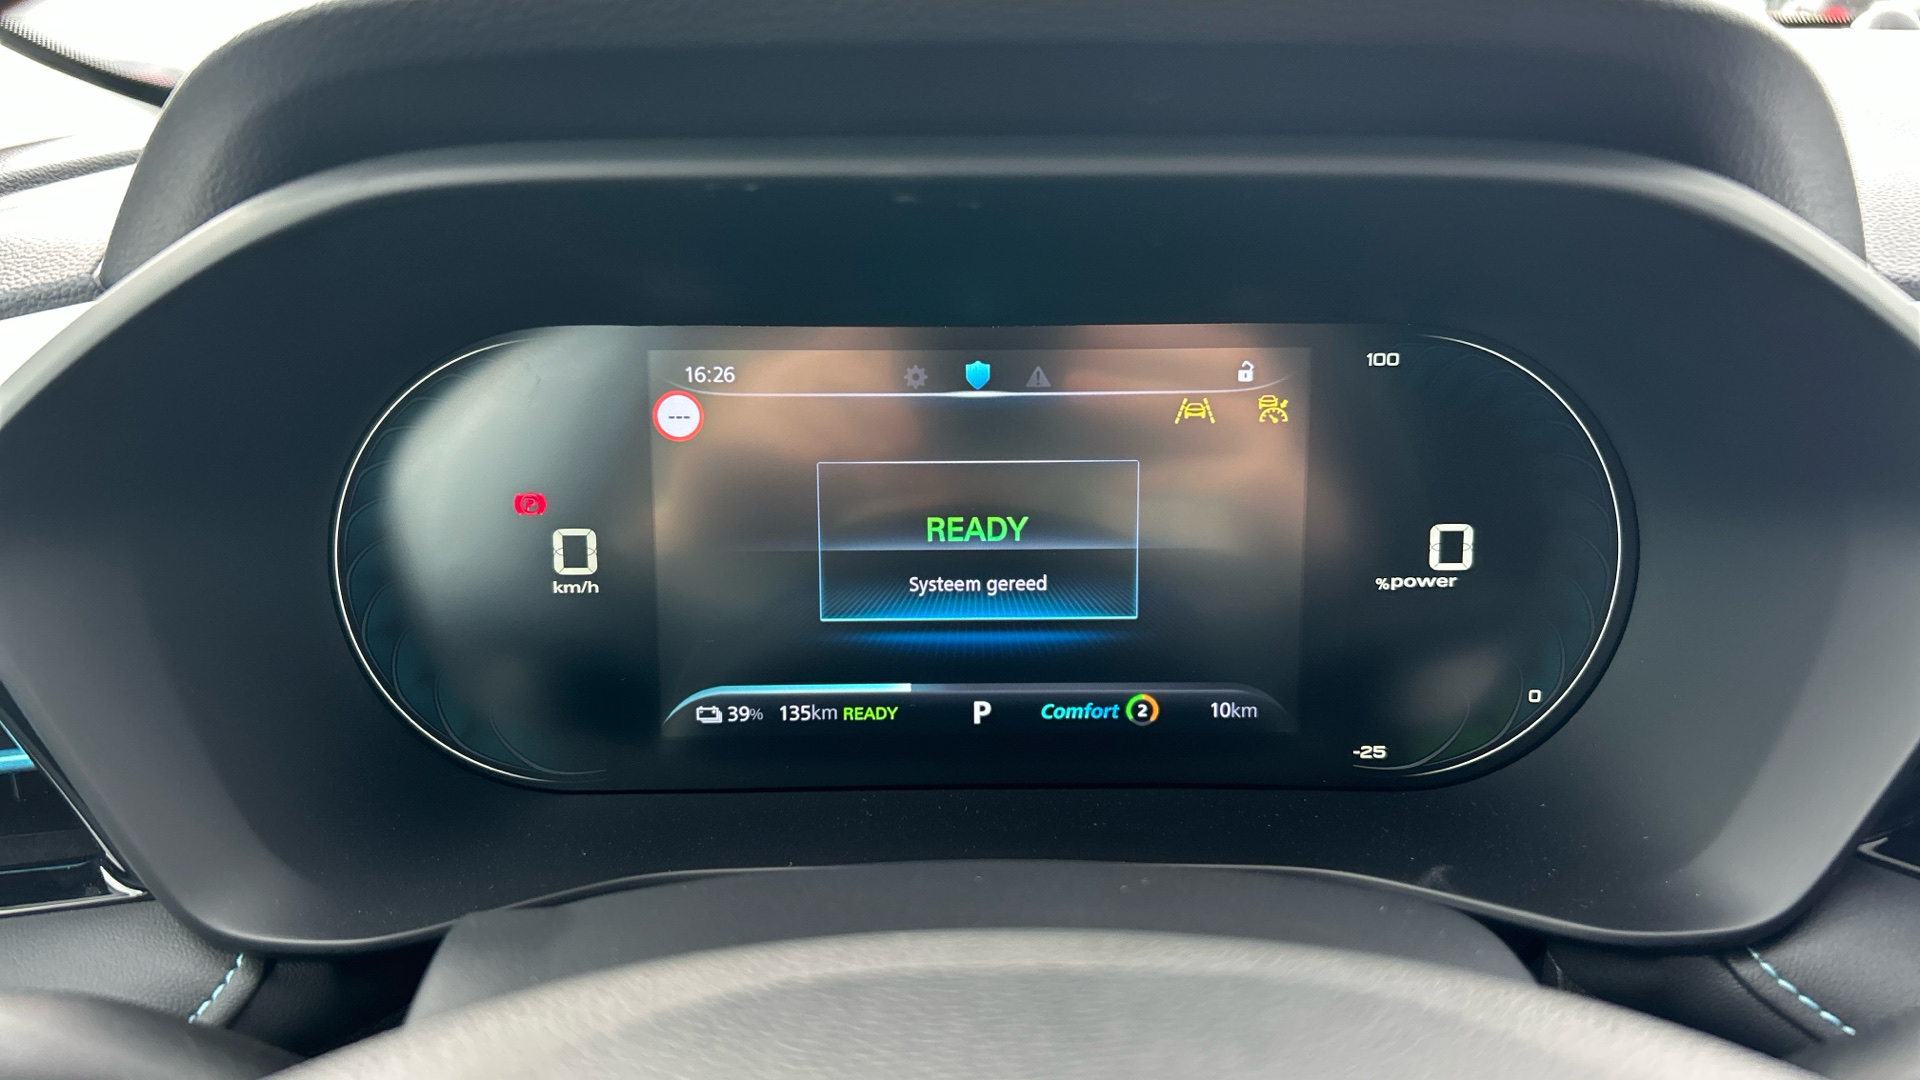 16:26
100
---
P
0
km/h
READY
Systeem gereed
0
%power
0
39% 135km READY P Comfort 2 10km
-25